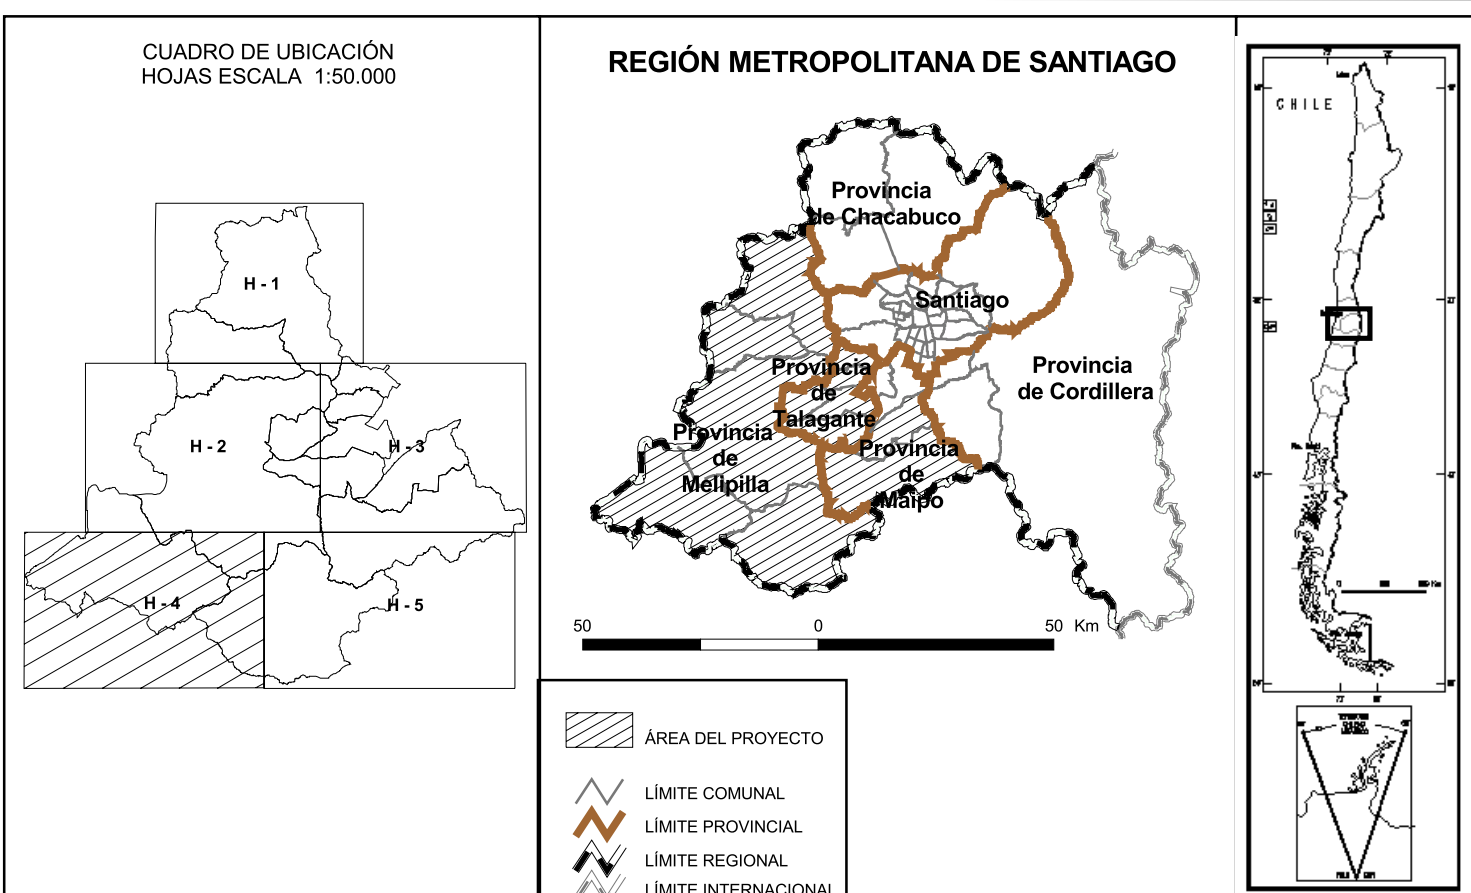 CUADRO DE UBICACIÓN
HOJAS ESCALA 1:50.000
H - 1
H - 2
H - 3
H - 4
H - 5
REGIÓN METROPOLITANA DE SANTIAGO
Provincia
de Chacabuco
Santiago
Provincia
de Cordillera
Provincia
de
Talagante
Provincia
de
Melipilla
Provincia
de
Maipo
50
0
50 Km
ÁREA DEL PROYECTO
LÍMITE COMUNAL
LÍMITE PROVINCIAL
LÍMITE REGIONAL
LÍMITE INTERNACIONAL
CHILE